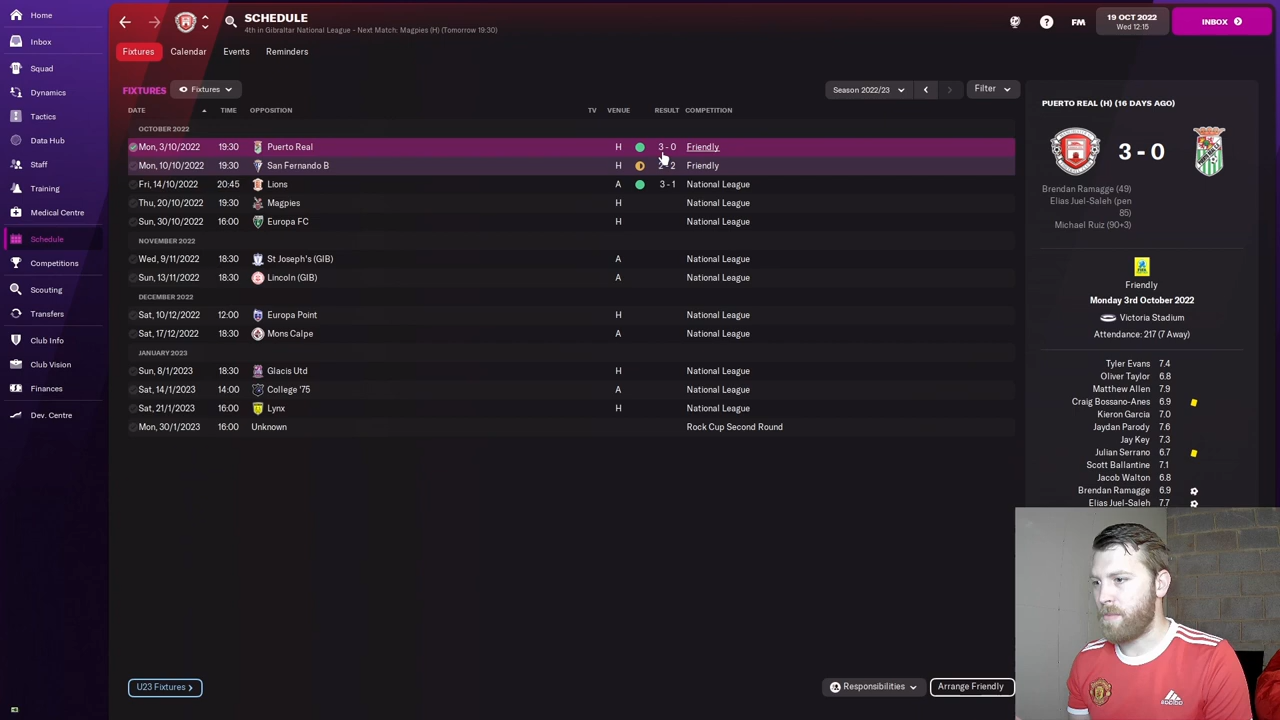 Home
Inbox
Squad
Dynamics
Tactics
Data Hub
Staff
Training
Medical Centre
Schedule
Competitions
Scouting
Transfers
Club Info
Club Vision
Finances
Dev. Centre
SCHEDULE
4th in Gibraltar National League - Next Match: Magpies (H) (Tomorrow 19:30)
? FM 19 OCT 2022 INBOX
Wed 12:15
Fixtures Calendar Events Reminders
FIXTURES Fixtures Season 2022/23 Filter
DATE TIME OPPOSITION TV VENUE RESULT COMPETITION
OCTOBER 2022
Mon, 3/10/2022 19:30 Puerto Real H 3 - 0 Friendly
Mon, 10/10/2022 19:30 San Fernando B H 2 - 2 Friendly
Fri, 14/10/2022 20:45 Lions A 3 - 1 National League
Thu, 20/10/2022 19:30 Magpies H National League
Sun, 30/10/2022 16:00 Europa FC H National League
NOVEMBER 2022
Wed, 9/11/2022 18:30 St Joseph's (GIB) A National League
Sun, 13/11/2022 18:30 Lincoln (GIB) A National League
DECEMBER 2022
Sat, 10/12/2022 12:00 Europa Point H National League
Sat, 17/12/2022 18:30 Mons Calpe A National League
JANUARY 2023
Sun, 8/1/2023 18:30 Glacis Utd H National League
Sat, 14/1/2023 14:00 College '75 A National League
Sat, 21/1/2023 16:00 Lynx H National League
Mon, 30/1/2023 16:00 Unknown Rock Cup Second Round
PUERTO REAL (H) (16 DAYS AGO)
3 - 0
Brendan Ramagge (49)
Elias Juel-Saleh (pen
85)
Michael Ruiz (90+3)
Friendly
Monday 3rd October 2022
Victoria Stadium
Attendance: 217 (7 Away)
Tyler Evans 7.4
Oliver Taylor 6.8
Matthew Allen 7.9
Craig Bossano-Anes 6.9
Kieron Garcia 7.0
Jaydan Parody 7.6
Jay Key 7.3
Julian Serrano 6.7
Scott Ballantine 7.1
Jacob Walton 6.8
Brendan Ramagge 6.9
Elias Juel-Saleh 7.7
U23 Fixtures Responsibilities Arrange Friendly
adidas